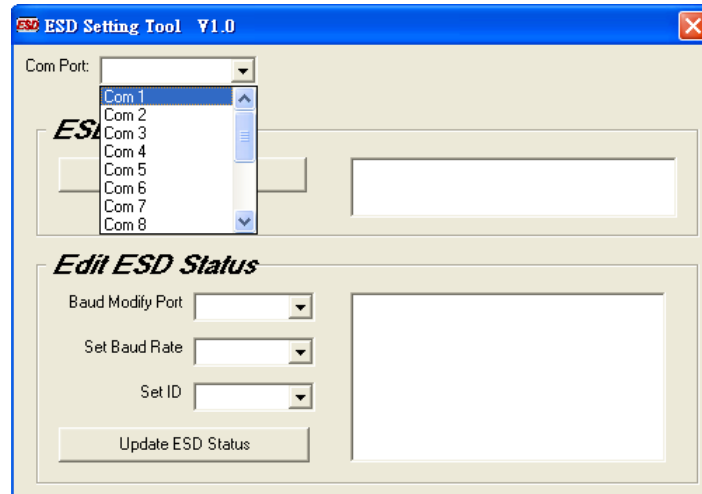 ESD ESD Setting Tool V1.0
Com Port:
Com 1
Com 2
Com 3
Com 4
Com 5
Com 6
Com 7
Com 8
Edit ESD Status
Baud Modify Port
Set Baud Rate
Set ID
Update ESD Status